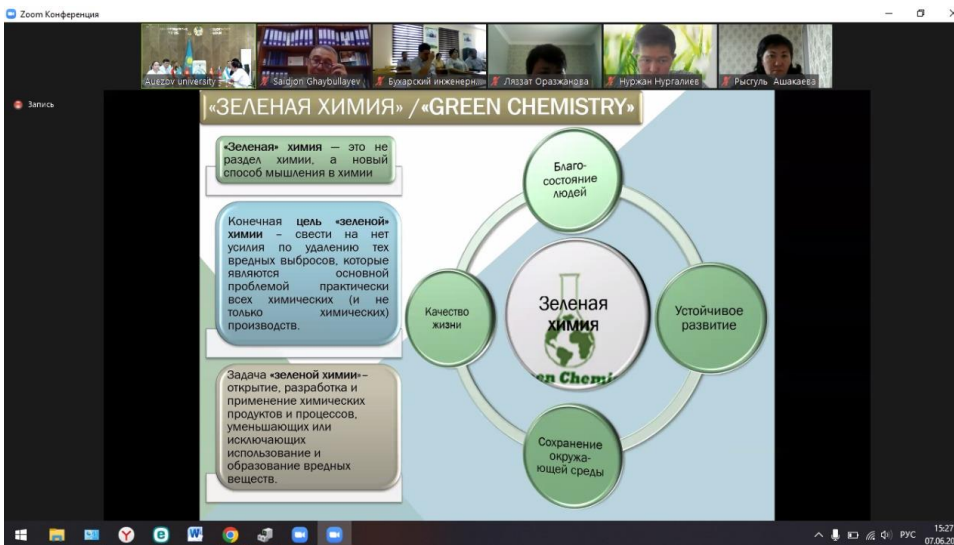 Zoom Конференция
Auezov university
Saidjon Ghaybullayev
Бухарский инженерн...
Ляззат Оразжанова
Нуржан Нургалиев
Рысгуль Ашакаева
Запись
«ЗЕЛЕНАЯ ХИМИЯ» /«GREEN CHEMISTRY»
«Зеленая» химия — это не
раздел химии, а новый
способ мышления в химии
Конечная цель «зеленой»
химии – свести на нет
усилия по удалению тех
вредных выбросов, которые
являются основной
проблемой практически
всех химических (и не
только химических)
производств.
Задача «зеленой химии»–
открытие, разработка и
применение химических
продуктов и процессов,
уменьшающих или
исключающих
использование и
образование вредных
веществ.
Благо-
состояние
людей
Качество
жизни
Зеленая
химия
en Chemi
Устойчивое
развитие
Сохранение
окружа-
ющей среды
РУС
15:27
07.06.20